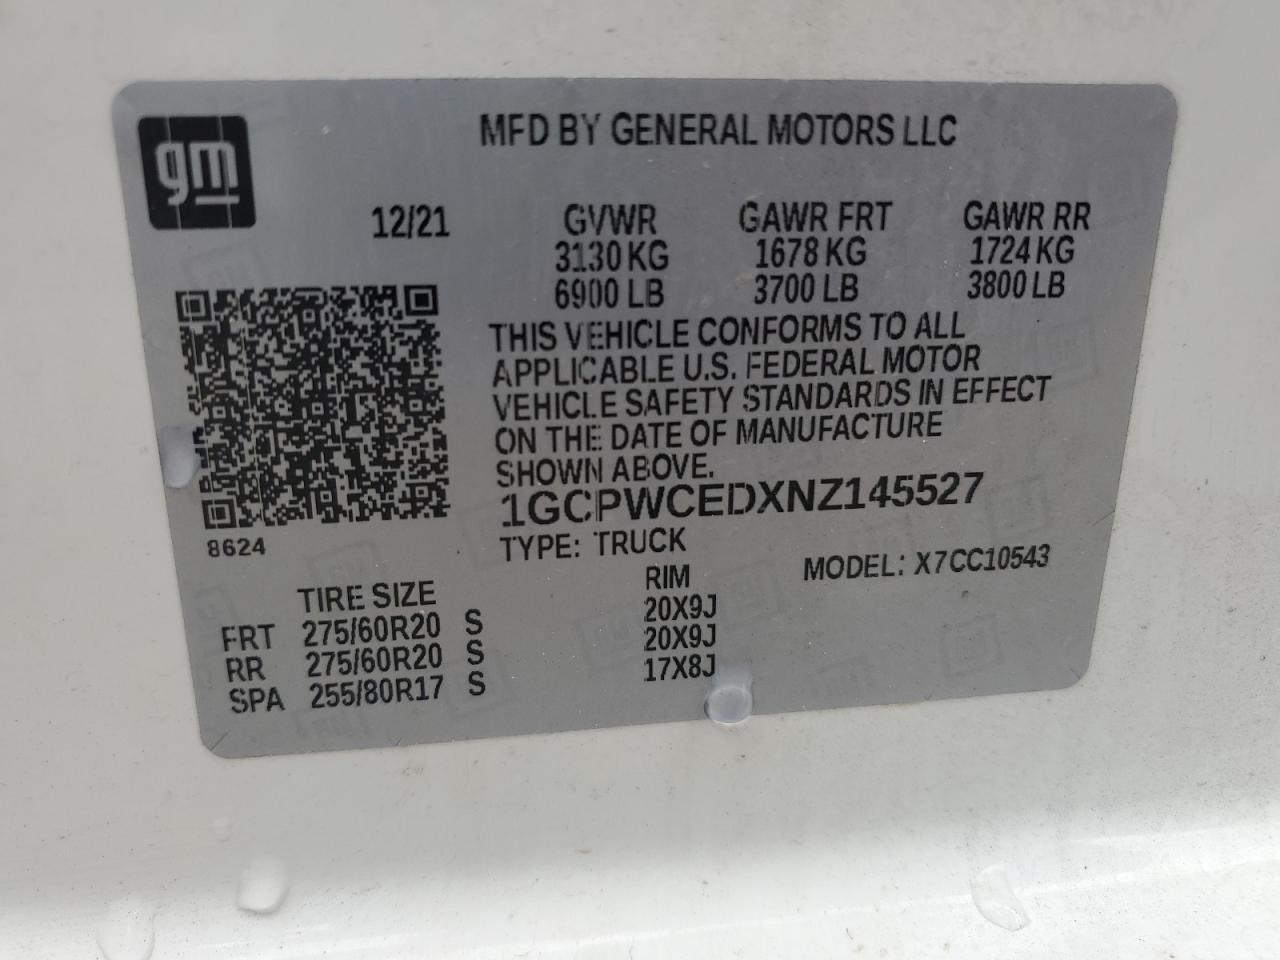 gm
MFD BY GENERAL MOTORS LLC
12/21 GVWR GAWR FRT GAWR RR
3130 KG 1678 KG 1724 KG
6900 LB 3700 LB 3800 LB
THIS VEHICLE CONFORMS TO ALL
APPLICABLE U.S. FEDERAL MOTOR
VEHICLE SAFETY STANDARDS IN EFFECT
ON THE DATE OF MANUFACTURE
SHOWN ABOVE.
1GCPWCEDXNZ145527
8624
TYPE: TRUCK MODEL: X7CC10543
TIRE SIZE RIM
FRT 275/60R20 S 20X9J
RR 275/60R20 S 20X9J
SPA 255/80R17 S 17X8J